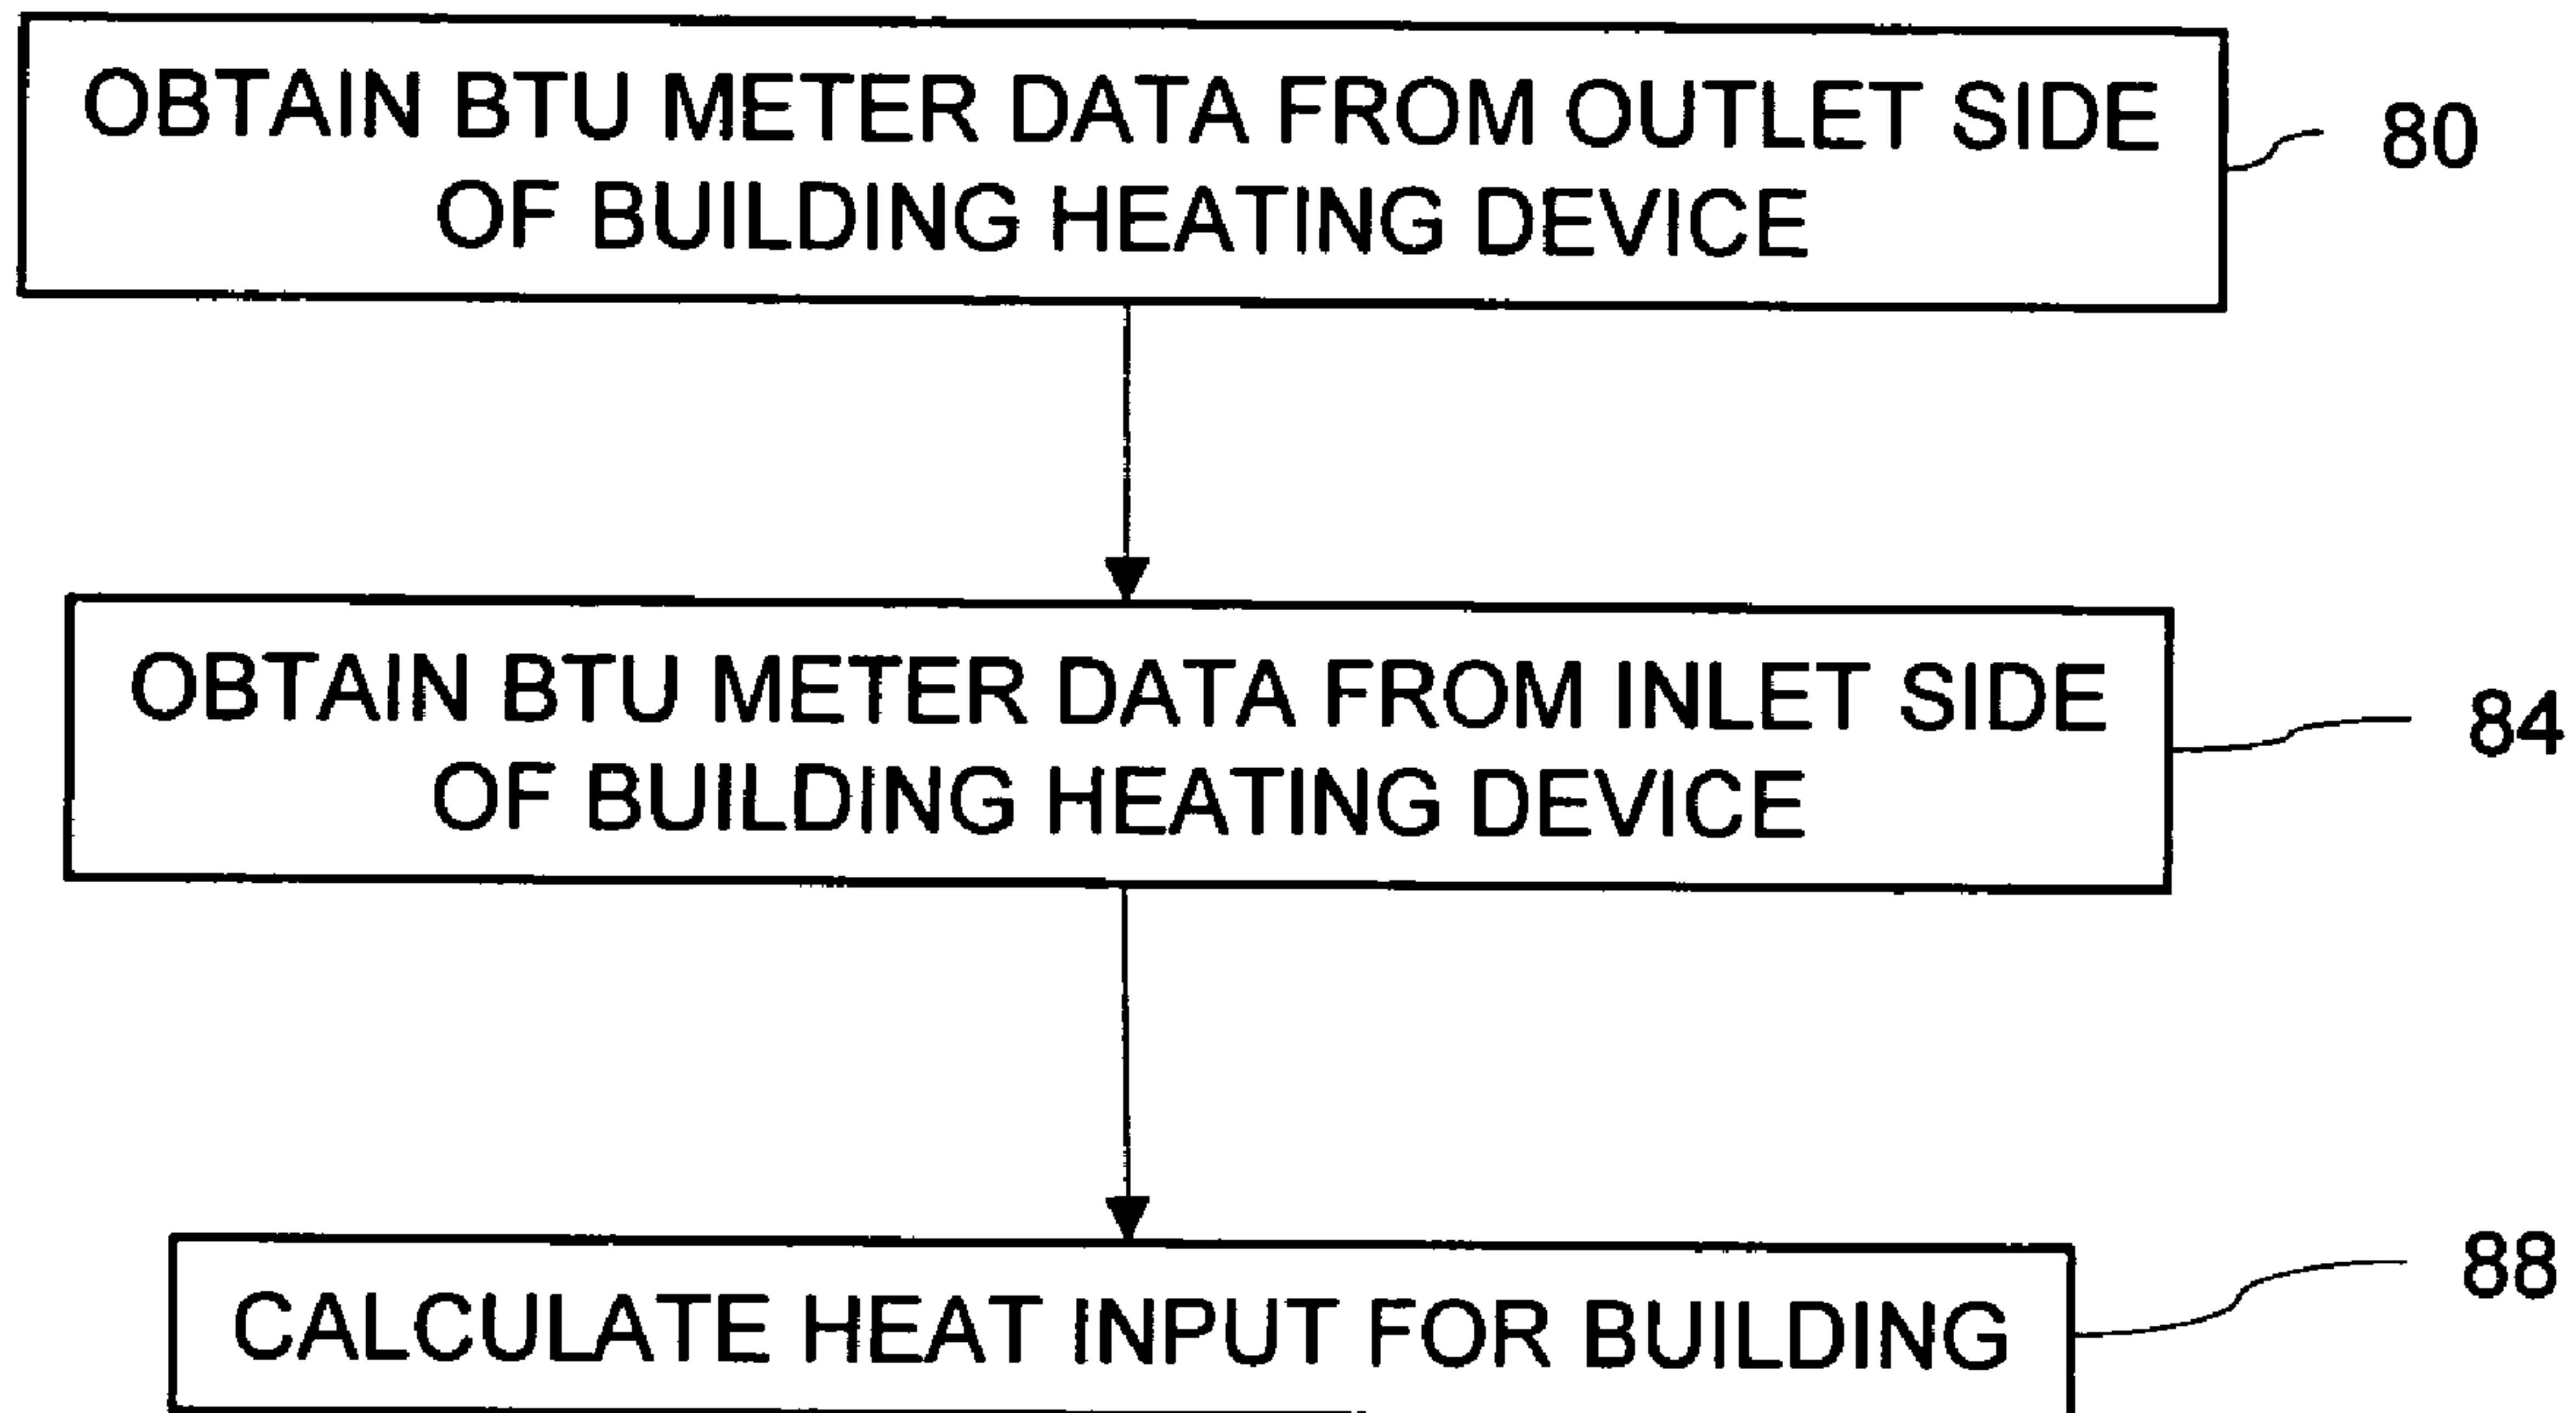 OBTAIN BTU METER DATA FROM OUTLET SIDE
OF BUILDING HEATING DEVICE
80
OBTAIN BTU METER DATA FROM INLET SIDE
OF BUILDING HEATING DEVICE
84
CALCULATE HEAT INPUT FOR BUILDING
88